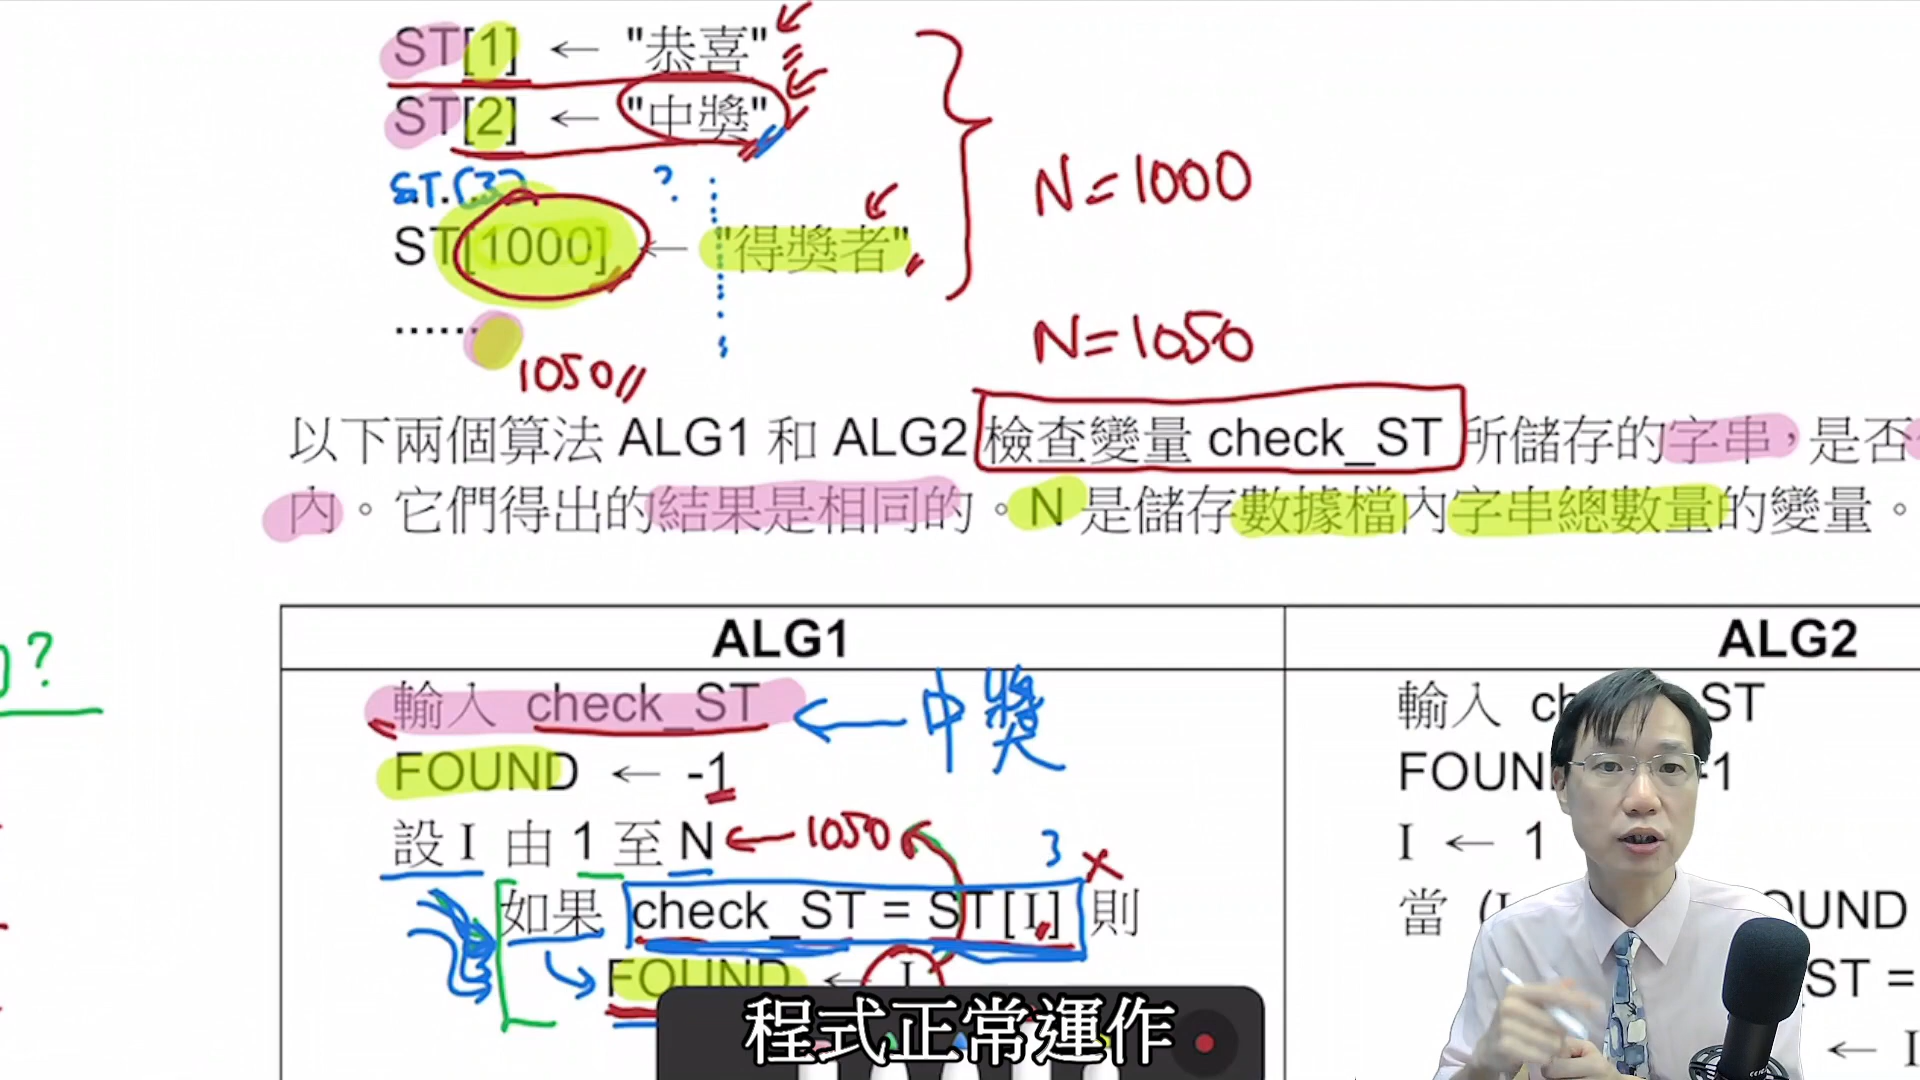 ST[1] ← "恭喜"
ST[2] ← "中獎"
ST.[3] ?
ST[1000] ← "得獎者"
......
1050
N=1000
N=1050
以下兩個算法 ALG1 和 ALG2 檢查變量 check_ST 所儲存的字串，是否
內。它們得出的結果是相同的。N 是儲存數據檔內字串總數量的變量。
?
ALG1
輸入 check_ST ← 中獎
FOUND ← -1
設 I 由 1 至 N ← 1050
3
如果 check_ST = ST[I] 則
FOUND ← I
ALG2
輸入 ST
FOUN -1
I ← 1
當 OUND
ST =
← I
程式正常運作